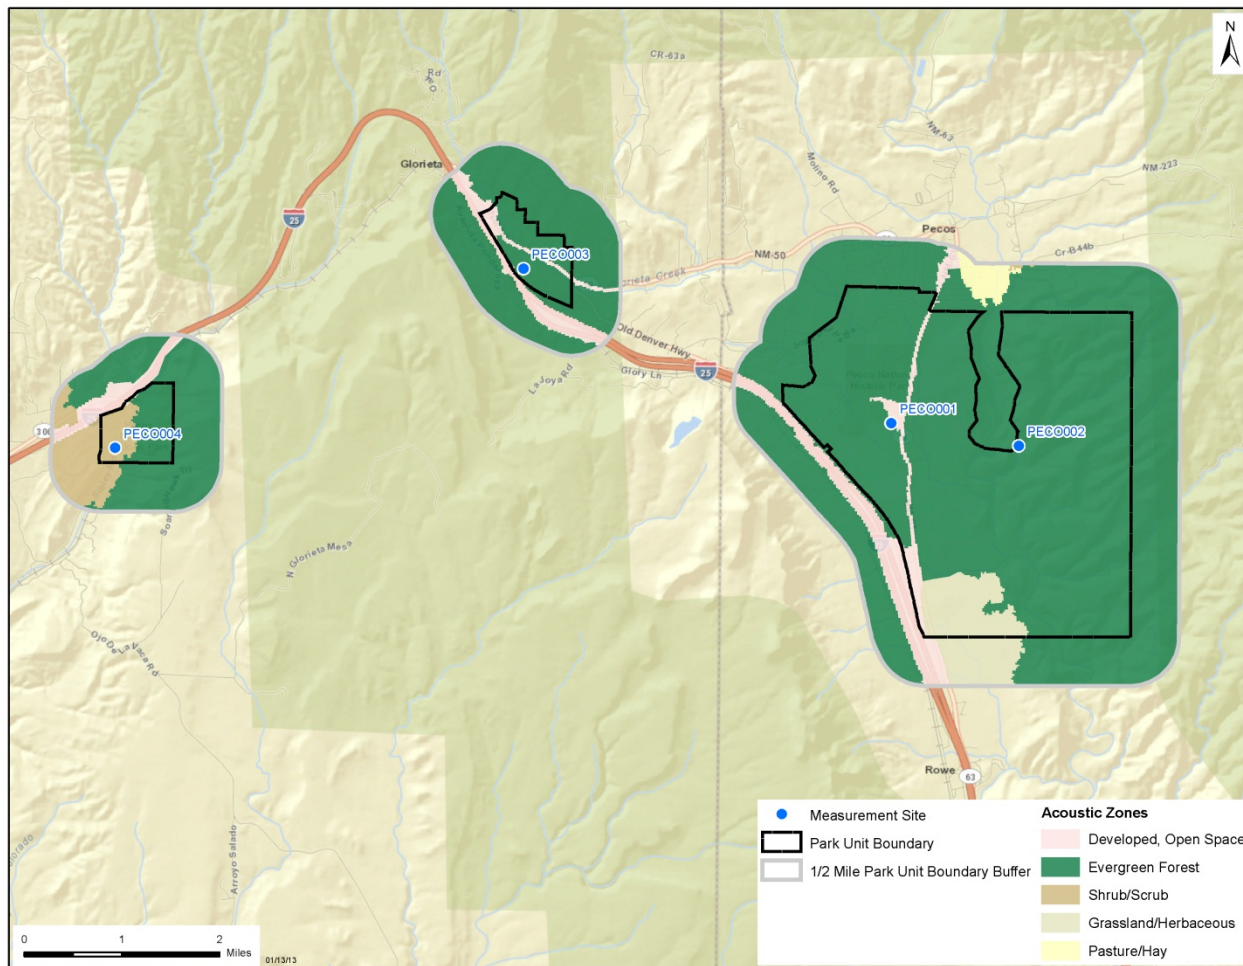 N
CR-63a
Rd
NM-63
NM-223
Glorieta
Molino Rd
25
PECO003
Pecos
Cr-B44b
NM-50
orieta Creek
Old Denver Hwy
La Joya Rd
Glory Ln
25
PECO001
PECO002
300
PECO004
N Glorieta Mesa
Ojo De La Vaca Rd
Rowe
63
Arroyo Salado
Measurement Site
Park Unit Boundary
1/2 Mile Park Unit Boundary Buffer
Acoustic Zones
Developed, Open Space
Evergreen Forest
Shrub/Scrub
Grassland/Herbaceous
Pasture/Hay
0 1 2
Miles
01/13/13